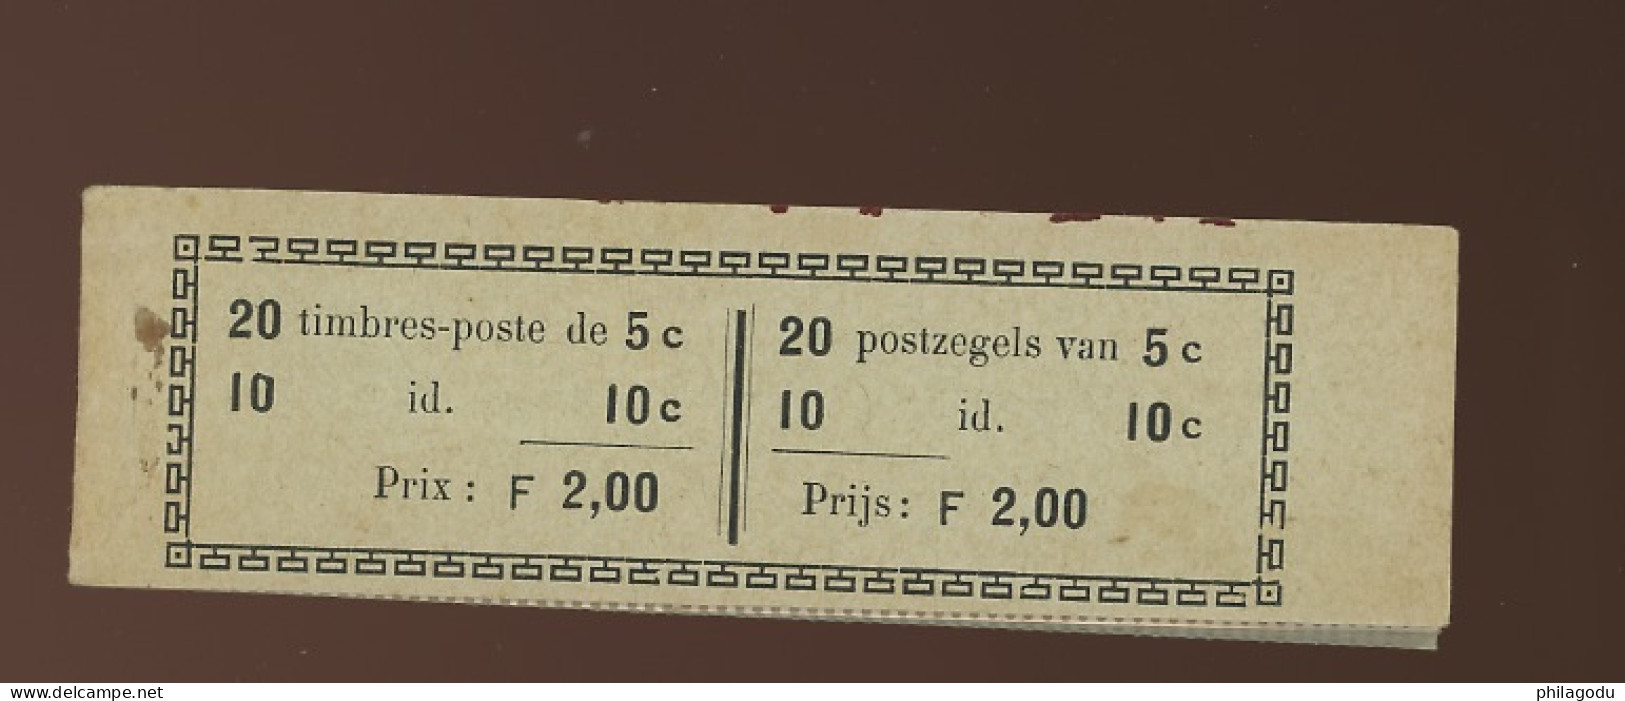 20 timbres-poste de 5 c
10 id. 10 c
Prix : F 2,00
20 postzegels van 5 c
10 id. 10 c
Prijs : F 2,00
www.delcampe.net
philagodu